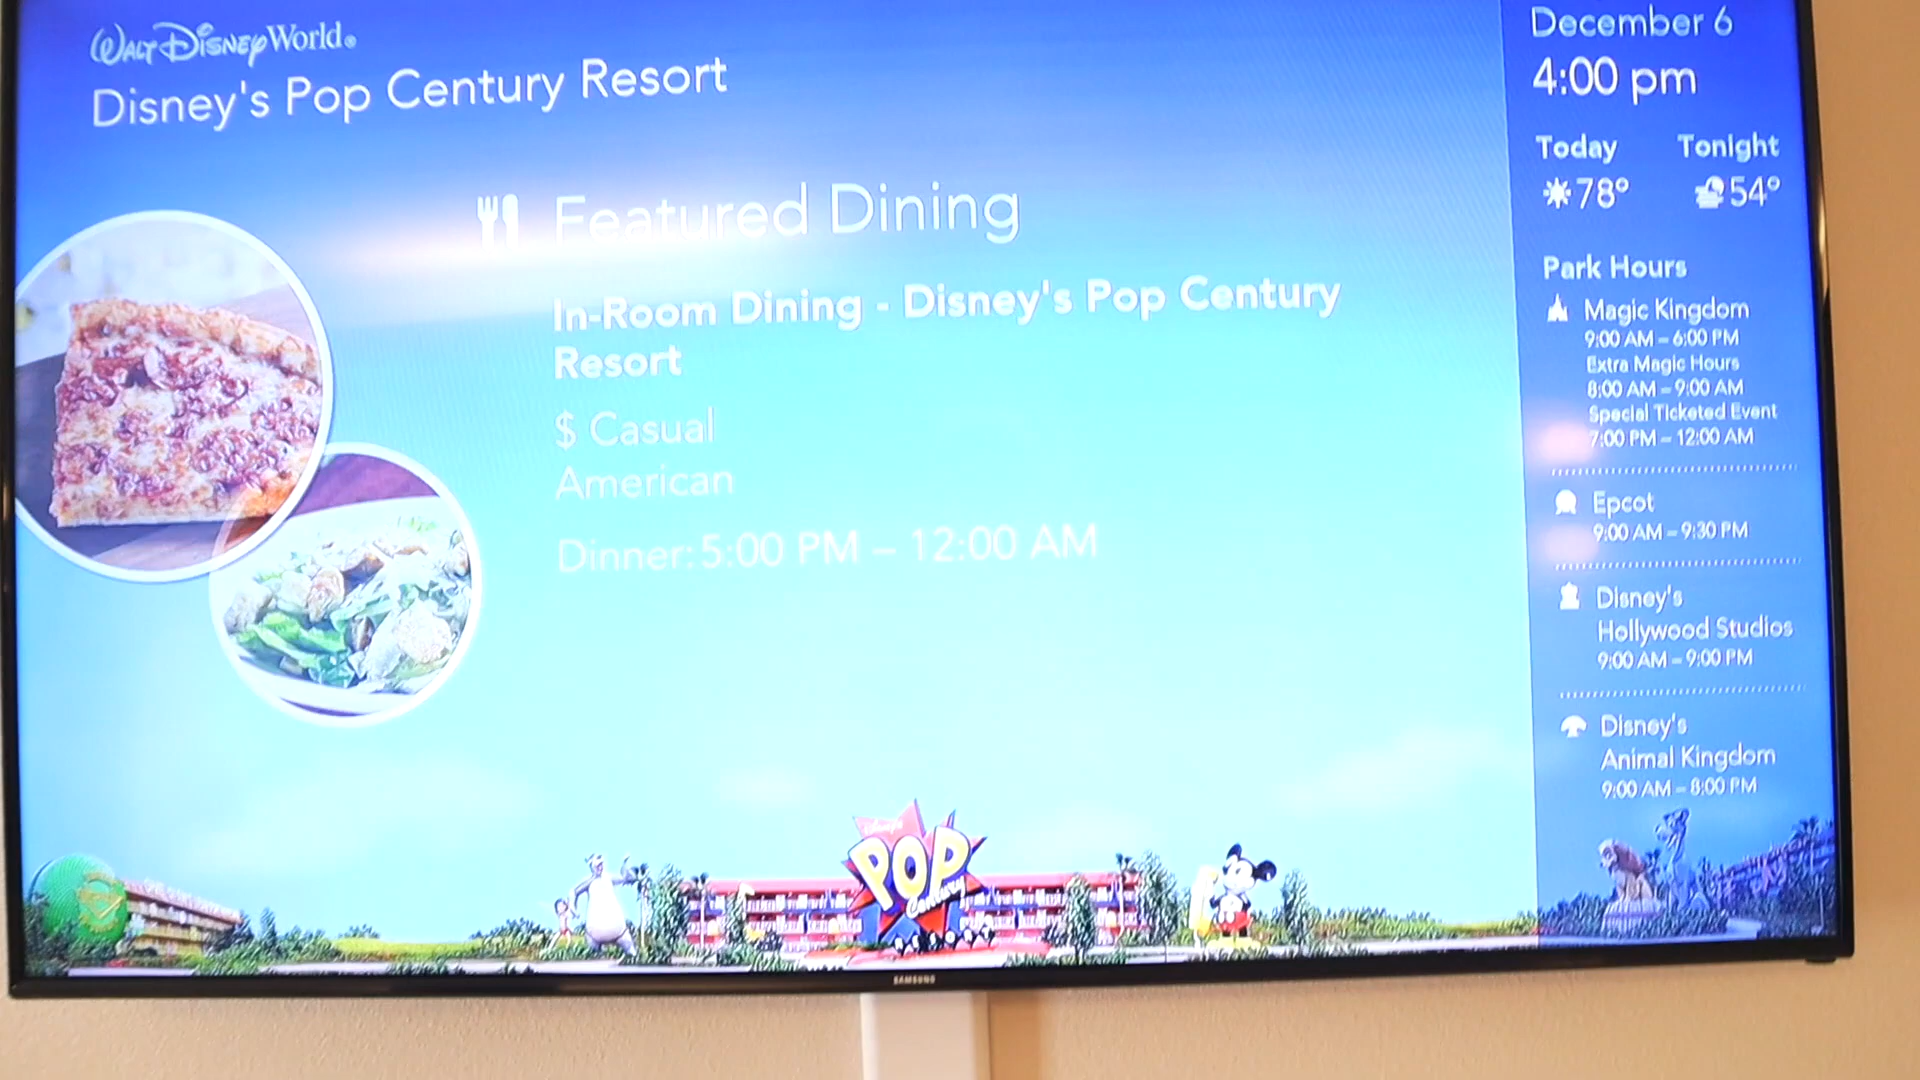 WALT DISNEY World®
Disney's Pop Century Resort
Featured Dining
In-Room Dining - Disney's Pop Century
Resort
$ Casual
American
Dinner: 5:00 PM – 12:00 AM
December 6
4:00 pm
Today Tonight
78° 54°
Park Hours
Magic Kingdom
9:00 AM – 6:00 PM
Extra Magic Hours
8:00 AM – 9:00 AM
Special Ticketed Event
7:00 PM – 12:00 AM
Epcot
9:00 AM – 9:30 PM
Disney's
Hollywood Studios
9:00 AM – 9:00 PM
Disney's
Animal Kingdom
9:00 AM – 8:00 PM
Disney's
POP
Century
SAMSUNG